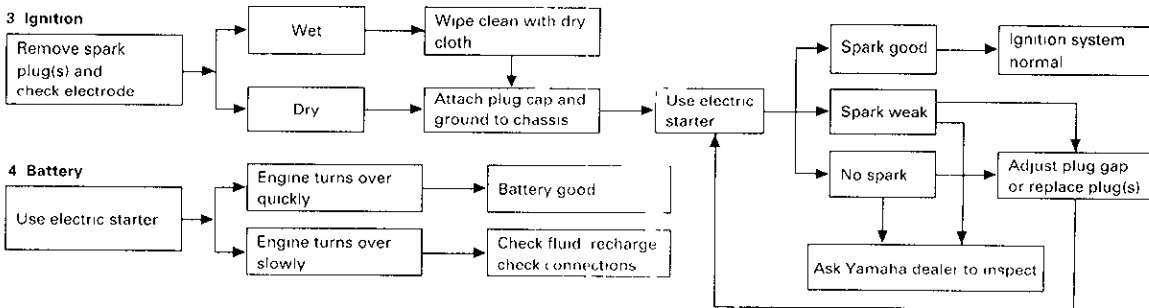 3 Ignition
Remove spark
plug(s) and
check electrode
Wet
Wipe clean with dry
cloth
Dry
Attach plug cap and
ground to chassis
Use electric
starter
Spark good
Ignition system
normal
Spark weak
No spark
Adjust plug gap
or replace plug(s)
Ask Yamaha dealer to inspect
4 Battery
Use electric starter
Engine turns over
quickly
Battery good
Engine turns over
slowly
Check fluid recharge
check connections